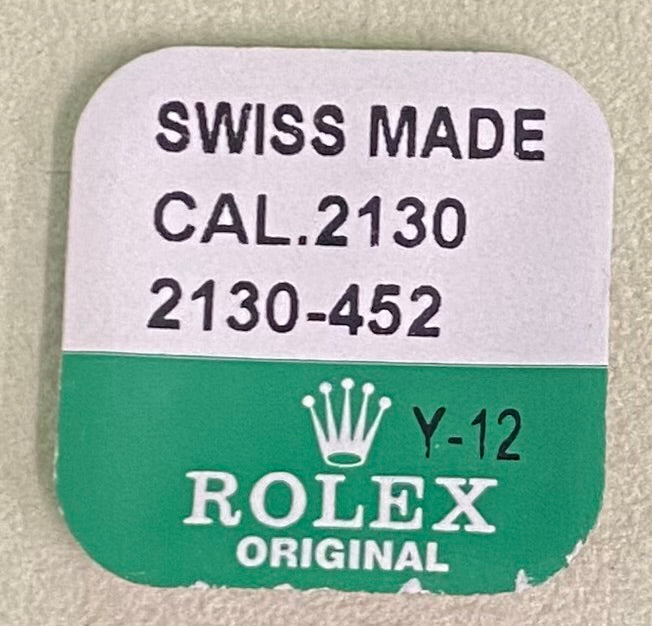 SWISS MADE
CAL.2130
2130-452
Y-12
ROLEX
ORIGINAL